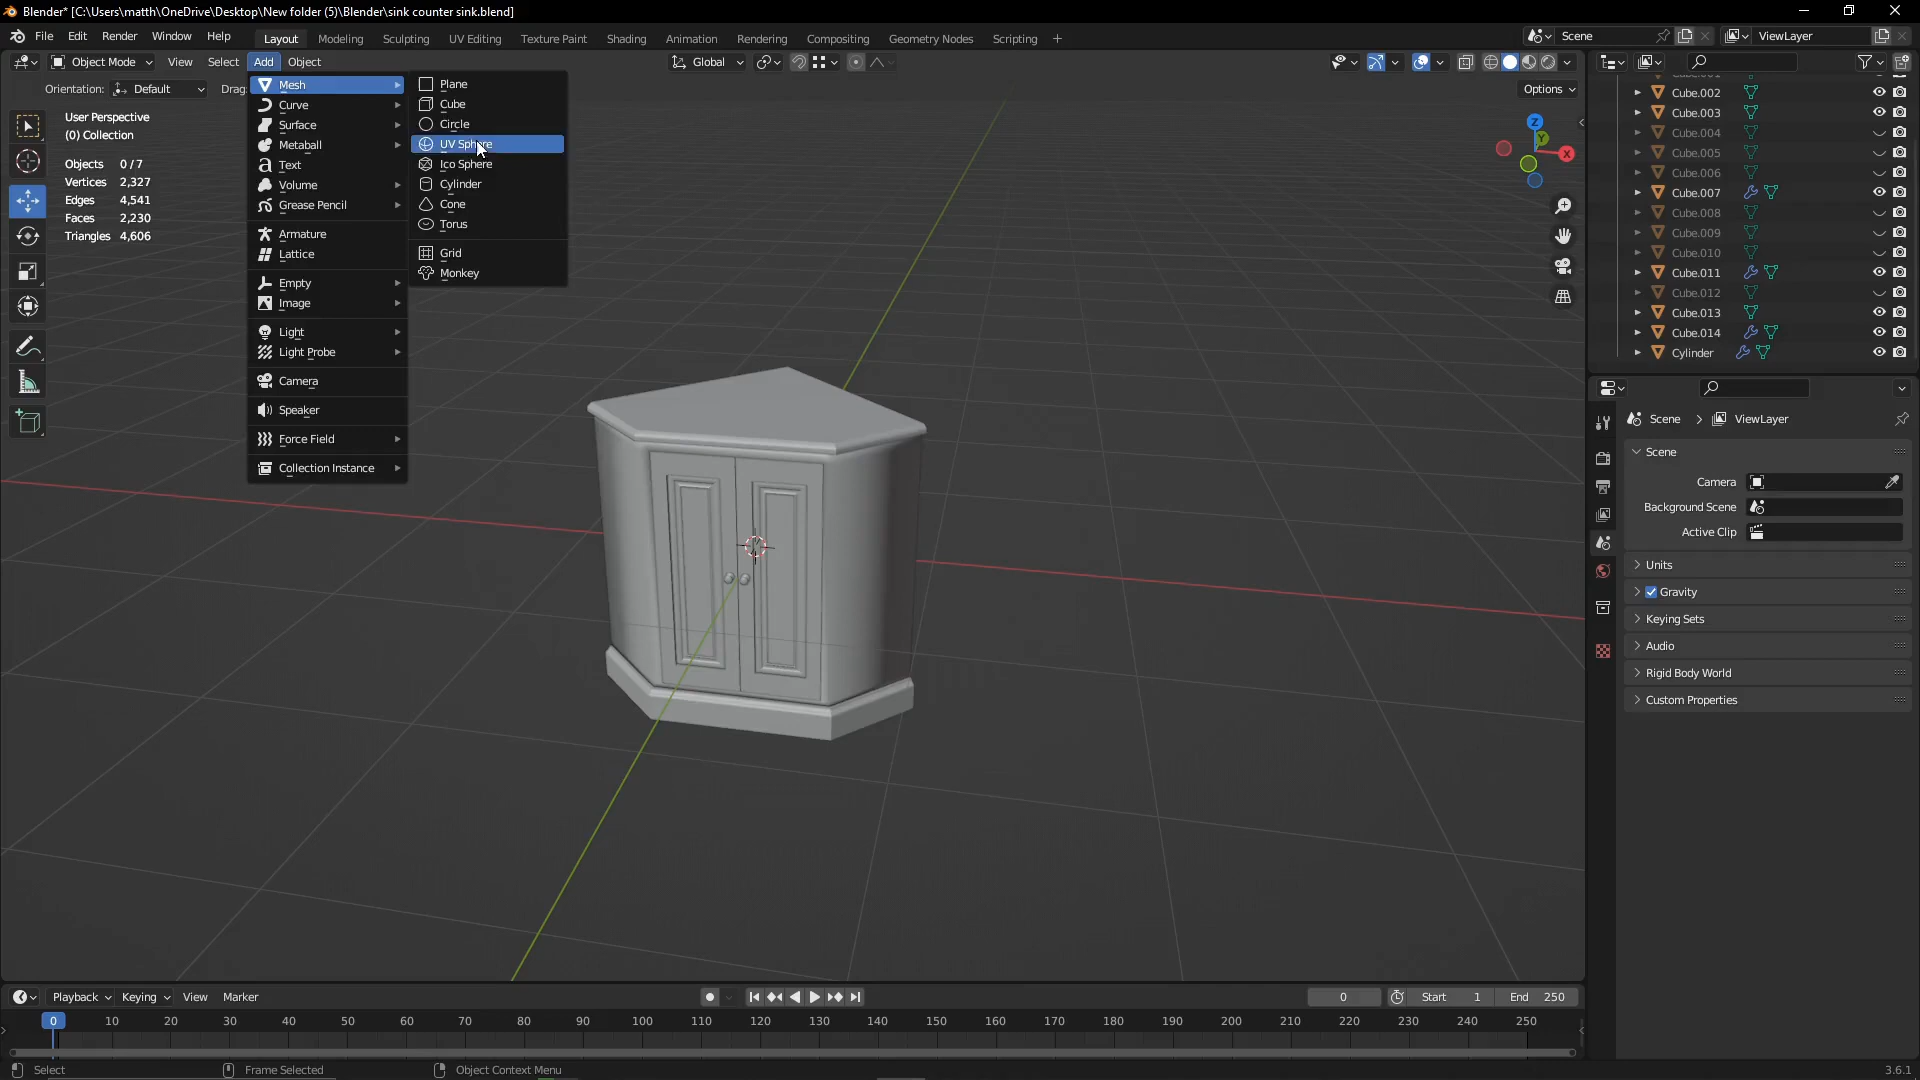 Blender* [C:\Users\matth\OneDrive\Desktop\New folder (5)\Blender\sink counter sink.blend]
File Edit Render Window Help Layout Modeling Sculpting UV Editing Texture Paint Shading Animation Rendering Compositing Geometry Nodes Scripting + Scene ViewLayer
Object Mode View Select Add Object Global
Orientation: Default Drag: Options
User Perspective
(0) Collection
Objects 0/7
Vertices 2,327
Edges 4,541
Faces 2,230
Triangles 4,606
Mesh
Curve
Surface
Metaball
Text
Volume
Grease Pencil
Armature
Lattice
Empty
Image
Light
Light Probe
Camera
Speaker
Force Field
Collection Instance
Plane
Cube
Circle
UV Sphere
Ico Sphere
Cylinder
Cone
Torus
Grid
Monkey
Z
X
Y
Cube.001
Cube.002
Cube.003
Cube.004
Cube.005
Cube.006
Cube.007
Cube.008
Cube.009
Cube.010
Cube.011
Cube.012
Cube.013
Cube.014
Cylinder
Scene > ViewLayer
Scene
Camera
Background Scene
Active Clip
Units
Gravity
Keying Sets
Audio
Rigid Body World
Custom Properties
Playback Keying View Marker 0 Start 1 End 250
0 10 20 30 40 50 60 70 80 90 100 110 120 130 140 150 160 170 180 190 200 210 220 230 240 250
Select Frame Selected Object Context Menu 3.6.1